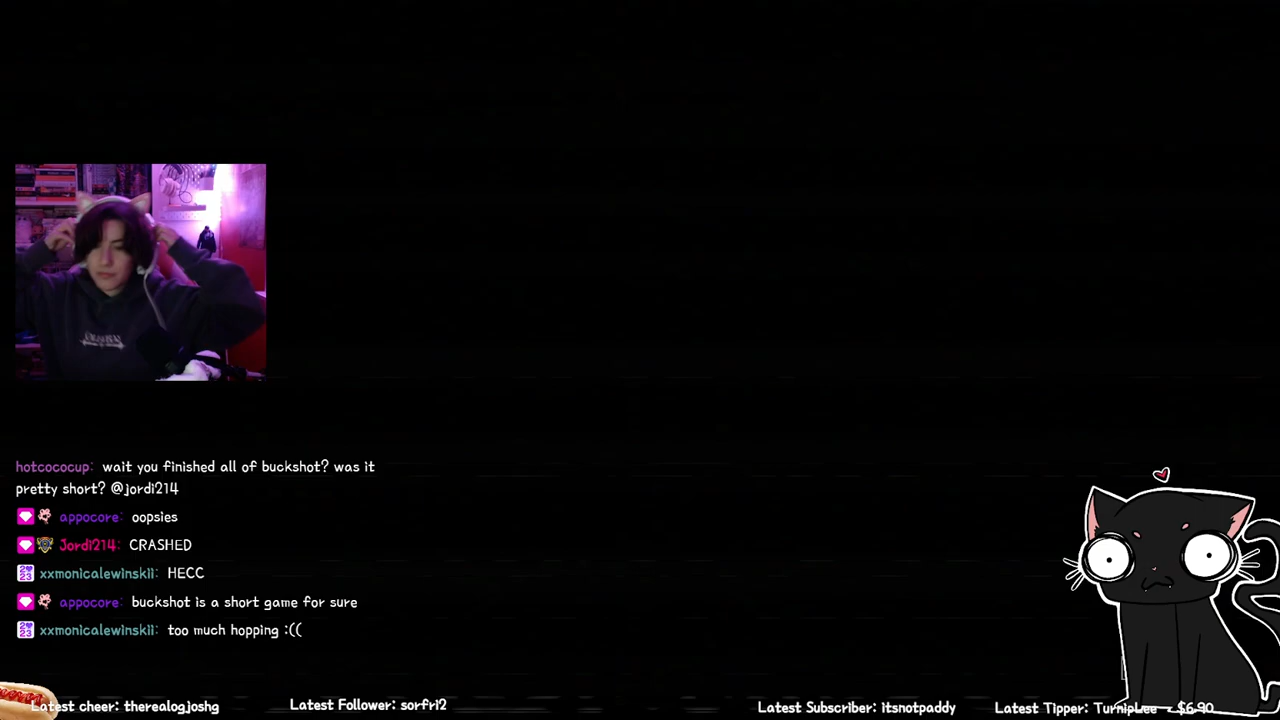 hotcococup: wait you finished all of buckshot? was it
pretty short? @jordi214
appocore: oopsies
Jordi214: CRASHED
xxmonicalewinskii: HECC
appocore: buckshot is a short game for sure
xxmonicalewinskii: too much hopping :((
Latest cheer: therealogjoshg
Latest Follower: sorfri2
Latest Subscriber: itsnotpaddy
Latest Tipper: TurnipLee - $6.90